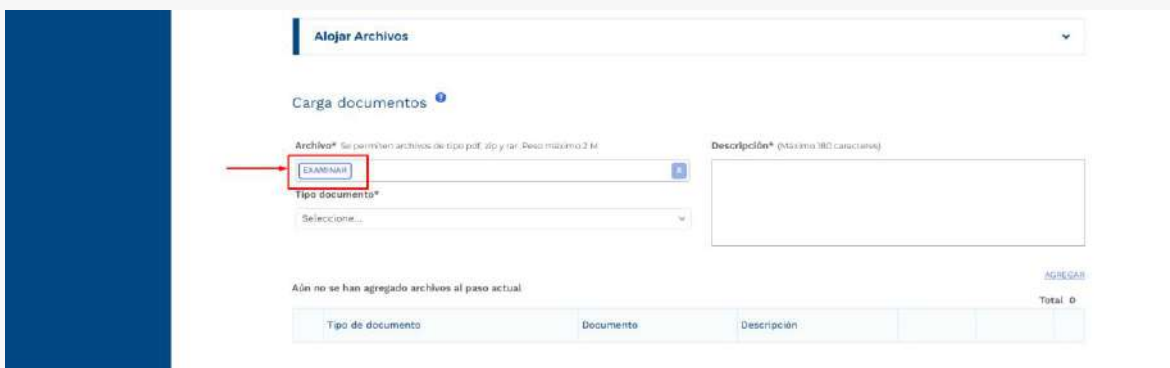 Alojar Archivos
Carga documentos ?
Archivo* Se permiten archivos de tipo pdf, zip y rar. Peso máximo 2 M
Descripción* (Máximo 180 caracteres)
EXAMINAR
x
Tipo documento*
Seleccione...
AGREGAR
Aún no se han agregado archivos al paso actual
Total 0
Tipo de documento Documento Descripción